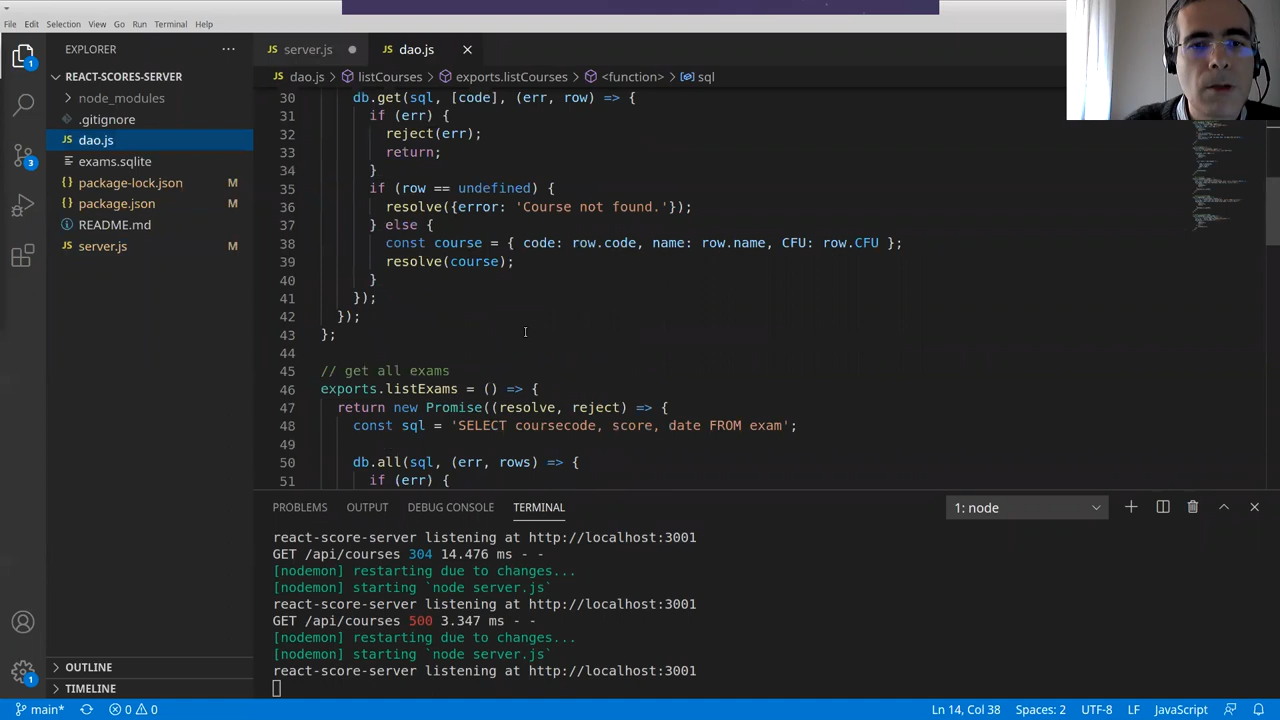 File Edit Selection View Go Run Terminal Help
EXPLORER
REACT-SCORES-SERVER
node_modules
.gitignore
dao.js
exams.sqlite
{} package-lock.json M
{} package.json M
README.md
JS server.js M
OUTLINE
TIMELINE
JS server.js
JS dao.js
JS dao.js > listCourses > exports.listCourses > <function> > sql
30 db.get(sql, [code], (err, row) => {
31 if (err) {
32 reject(err);
33 return;
34 }
35 if (row == undefined) {
36 resolve({error: 'Course not found.'});
37 } else {
38 const course = { code: row.code, name: row.name, CFU: row.CFU };
39 resolve(course);
40 }
41 });
42 });
43 };
44
45 // get all exams
46 exports.listExams = () => {
47 return new Promise((resolve, reject) => {
48 const sql = 'SELECT coursecode, score, date FROM exam';
49
50 db.all(sql, (err, rows) => {
51 if (err) {
PROBLEMS OUTPUT DEBUG CONSOLE TERMINAL 1: node
react-score-server listening at http://localhost:3001
GET /api/courses 304 14.476 ms - -
[nodemon] restarting due to changes...
[nodemon] starting `node server.js`
react-score-server listening at http://localhost:3001
GET /api/courses 500 3.347 ms - -
[nodemon] restarting due to changes...
[nodemon] starting `node server.js`
react-score-server listening at http://localhost:3001
main* 0 0 Ln 14, Col 38 Spaces: 2 UTF-8 LF JavaScript